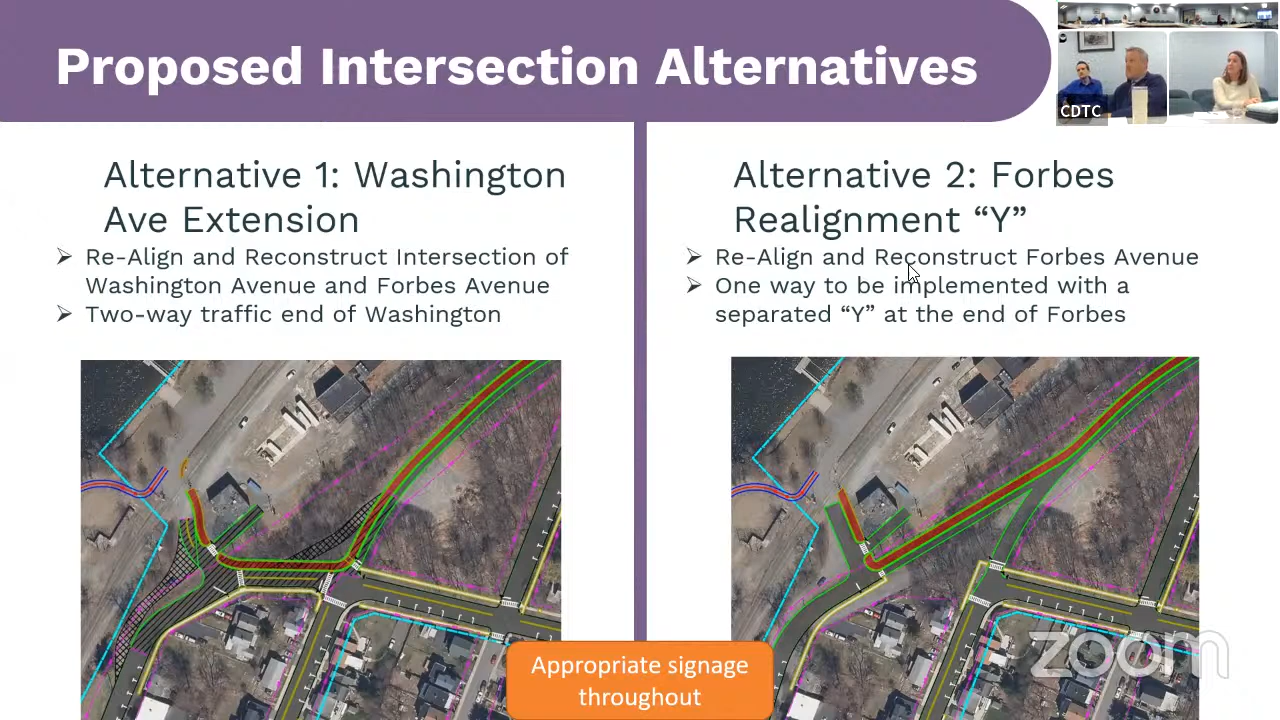 Proposed Intersection Alternatives
CDTC
Alternative 1: Washington
Ave Extension
➢ Re-Align and Reconstruct Intersection of
Washington Avenue and Forbes Avenue
➢ Two-way traffic end of Washington
Alternative 2: Forbes
Realignment “Y”
➢ Re-Align and Reconstruct Forbes Avenue
➢ One way to be implemented with a
separated “Y” at the end of Forbes
Appropriate signage
throughout
zoom